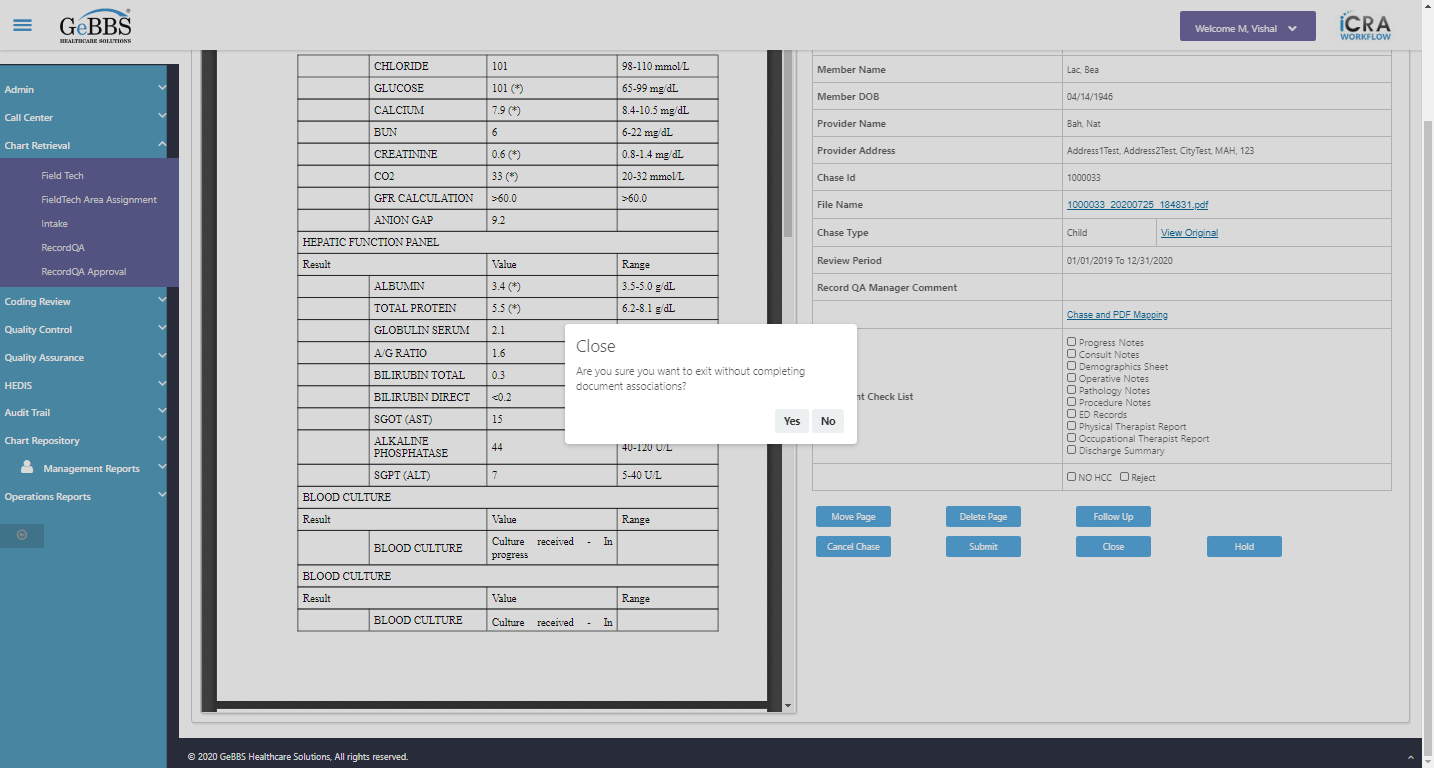 GeBBS
HEALTHCARE SOLUTIONS
Welcome M, Vishal
iCRA
WORKFLOW
Admin
Call Center
Chart Retrieval
Field Tech
FieldTech Area Assignment
Intake
RecordQA
RecordQA Approval
Coding Review
Quality Control
Quality Assurance
HEDIS
Audit Trail
Chart Repository
Management Reports
Operations Reports
CHLORIDE 101 98-110 mmol/L
GLUCOSE 101 (*) 65-99 mg/dL
CALCIUM 7.9 (*) 8.4-10.5 mg/dL
BUN 6 6-22 mg/dL
CREATININE 0.6 (*) 0.8-1.4 mg/dL
CO2 33 (*) 20-32 mmol/L
GFR CALCULATION >60.0 >60.0
ANION GAP 9.2
HEPATIC FUNCTION PANEL
Result Value Range
ALBUMIN 3.4 (*) 3.5-5.0 g/dL
TOTAL PROTEIN 5.5 (*) 6.2-8.1 g/dL
GLOBULIN SERUM 2.1
A/G RATIO 1.6
BILIRUBIN TOTAL 0.3
BILIRUBIN DIRECT <0.2
SGOT (AST) 15
ALKALINE
PHOSPHATASE 44 40-120 U/L
SGPT (ALT) 7 5-40 U/L
BLOOD CULTURE
Result Value Range
BLOOD CULTURE Culture received - In
progress
BLOOD CULTURE
Result Value Range
BLOOD CULTURE Culture received - In
Close
Are you sure you want to exit without completing
document associations?
Yes No
Member Name Lac, Bea
Member DOB 04/14/1946
Provider Name Bah, Nat
Provider Address Address1Test, Address2Test, CityTest, MAH, 123
Chase Id 1000033
File Name 1000033_20200725_184831.pdf
Chase Type Child View Original
Review Period 01/01/2019 To 12/31/2020
Record QA Manager Comment
Chase and PDF Mapping
nt Check List
Progress Notes
Consult Notes
Demographics Sheet
Operative Notes
Pathology Notes
Procedure Notes
ED Records
Physical Therapist Report
Occupational Therapist Report
Discharge Summary
NO HCC Reject
Move Page Delete Page Follow Up
Cancel Chase Submit Close Hold
© 2020 GeBBS Healthcare Solutions, All rights reserved.